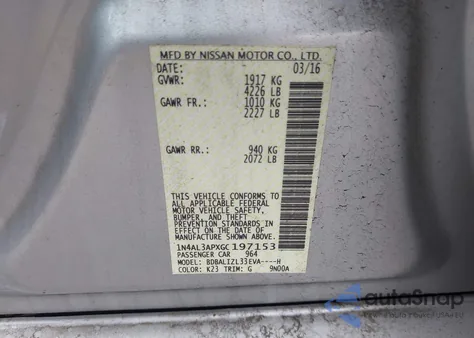 MFD BY NISSAN MOTOR CO., LTD.
DATE: 03/16
GVWR: 1917 KG
4226 LB
GAWR FR.: 1010 KG
2227 LB
GAWR RR.: 940 KG
2072 LB
THIS VEHICLE CONFORMS TO
ALL APPLICABLE FEDERAL
MOTOR VEHICLE SAFETY,
BUMPER, AND THEFT
PREVENTION STANDARDS IN
EFFECT ON THE DATE OF
MANUFACTURE SHOWN ABOVE.
1N4AL3APXGC197153
PASSENGER CAR 964
MODEL: BDBALIZL33EVA----H
COLOR: K23 TRIM: G 9N00A
autoSnap